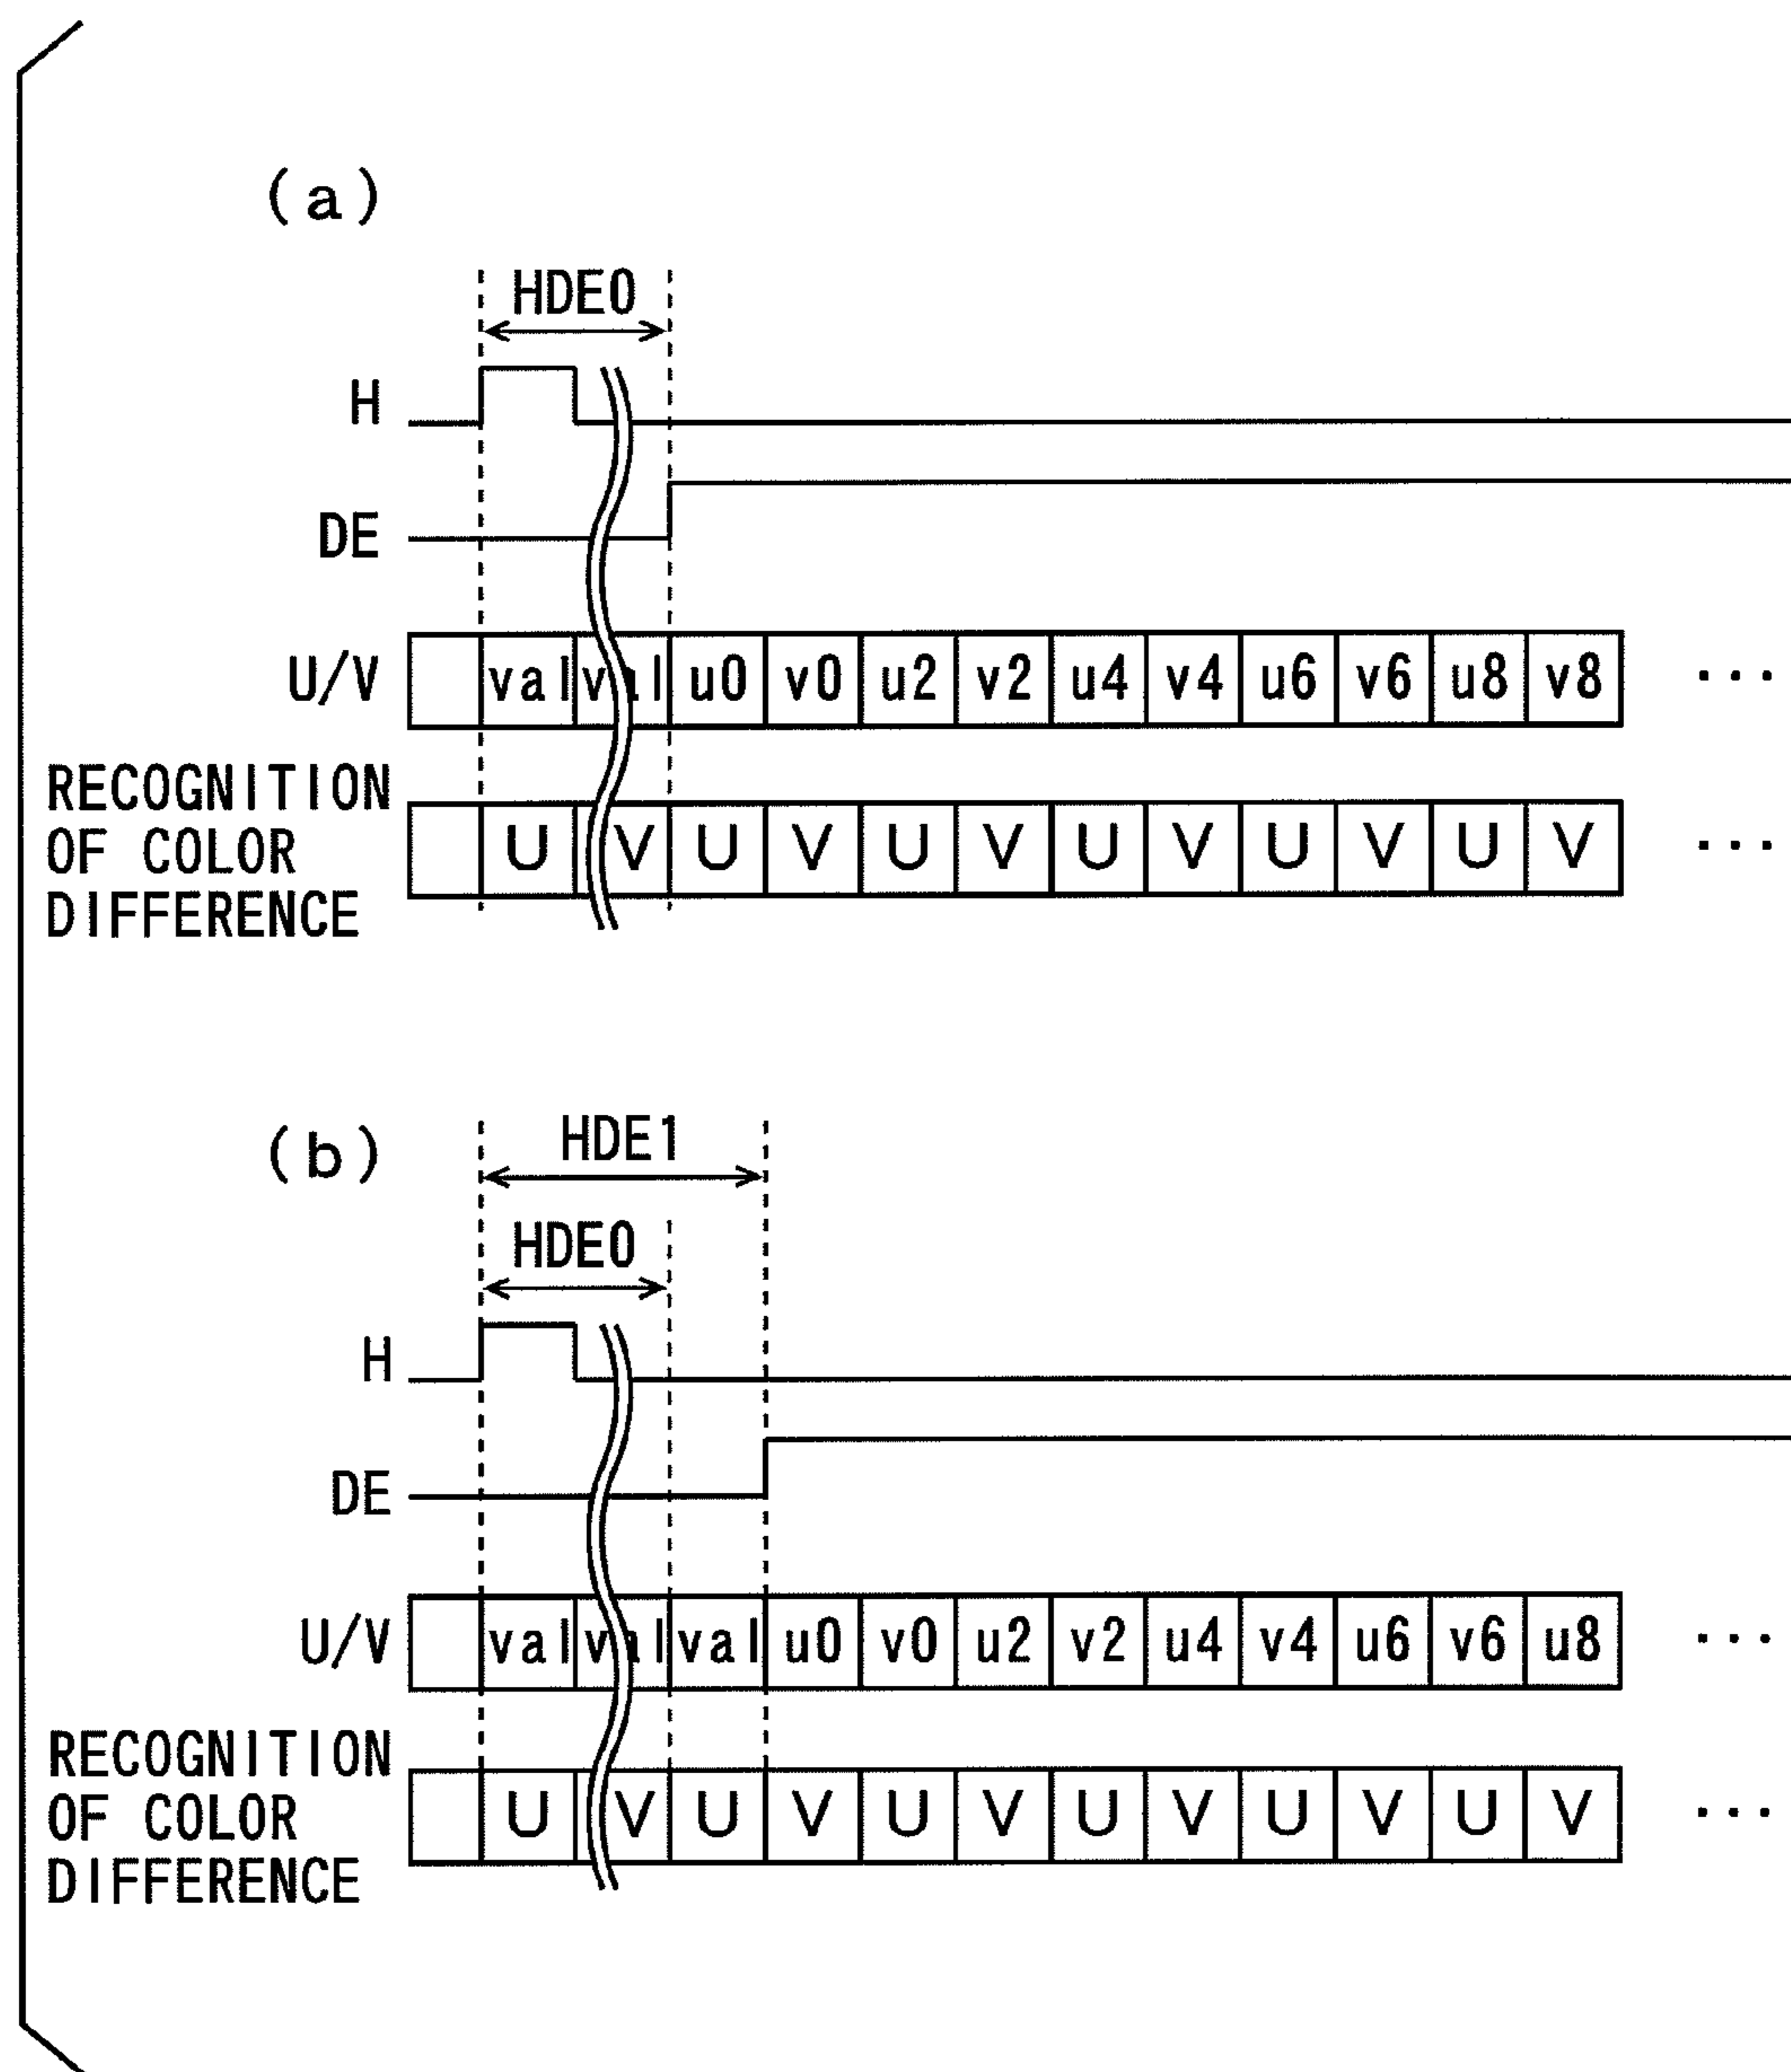 (a)
HDE0
H
DE
U/V val val u0 v0 u2 v2 u4 v4 u6 v6 u8 v8 ...
RECOGNITION
OF COLOR
DIFFERENCE
U V U V U V U V U V U V ...
(b)
HDE1
HDE0
H
DE
U/V val val val u0 v0 u2 v2 u4 v4 u6 v6 u8 ...
RECOGNITION
OF COLOR
DIFFERENCE
U V U V U V U V U V U V ...